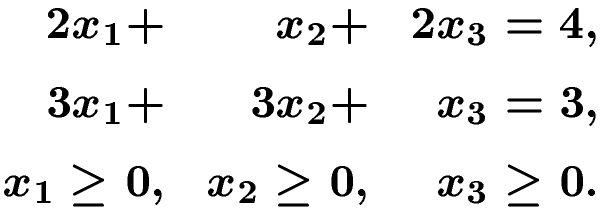 2x₁+ x₂+ 2x₃ = 4,
3x₁+ 3x₂+ x₃ = 3,
x₁ ≥ 0, x₂ ≥ 0, x₃ ≥ 0.